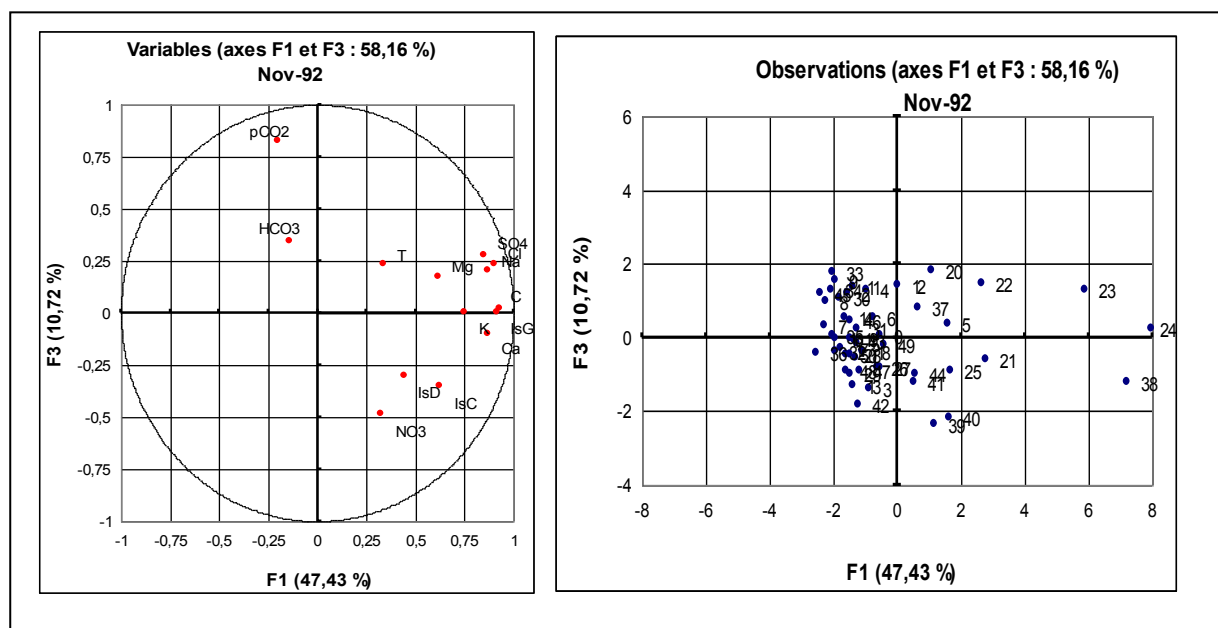 Variables (axes F1 et F3 : 58,16 %)
Nov-92
1
0,75
0,5
0,25
0
-0,25
-0,5
-0,75
-1
-1 -0,75 -0,5 -0,25 0 0,25 0,5 0,75 1
F3 (10,72 %)
F1 (47,43 %)
pCO2
HCO3
T
Mg
SO4
Cl
Na
C
K
IsG
Ca
IsD
IsC
NO3
Observations (axes F1 et F3 : 58,16 %)
Nov-92
6
4
2
0
-2
-4
-8 -6 -4 -2 0 2 4 6 8
F3 (10,72 %)
F1 (47,43 %)
33
20
22
23
12
14
30
37
8
6
5
24
7
49
21
44
25
41
38
3
42
40
39